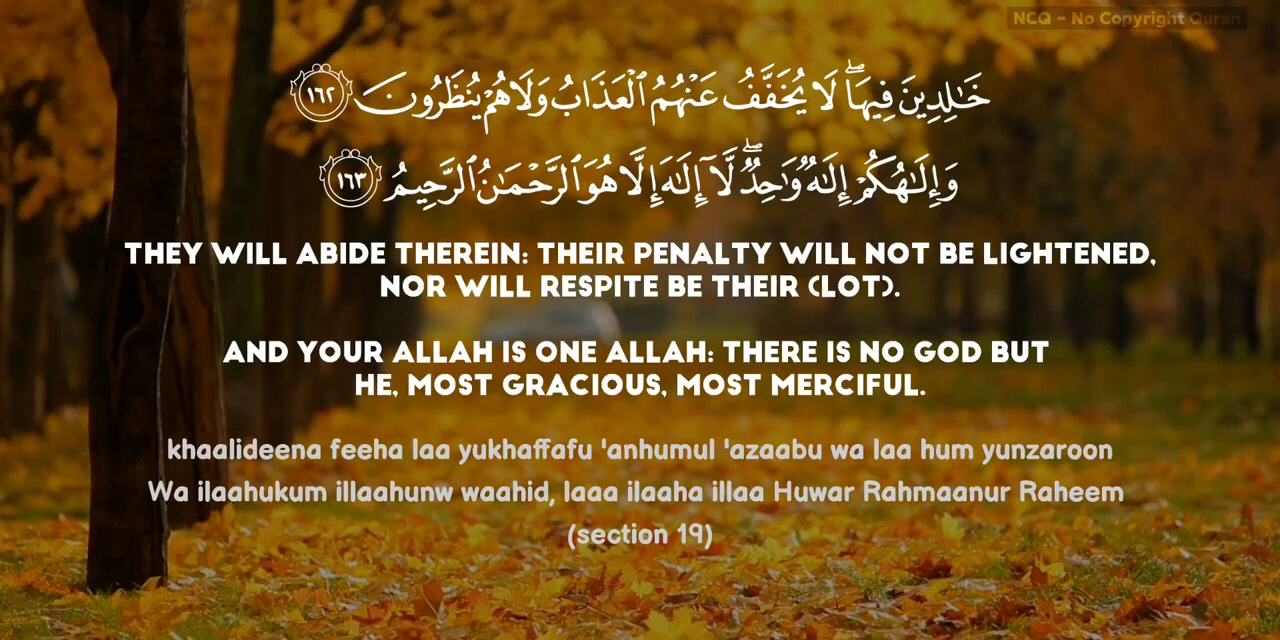 NCQ - No Copyright Quran
خَـٰلِدِينَ فِيهَا ۖ لَا يُخَفَّفُ عَنْهُمُ ٱلْعَذَابُ وَلَا هُمْ يُنظَرُونَ ١٦٢
وَإِلَـٰهُكُمْ إِلَـٰهٌ وَٰحِدٌ ۖ لَّآ إِلَـٰهَ إِلَّا هُوَ ٱلرَّحْمَـٰنُ ٱلرَّحِيمُ ١٦٣
THEY WILL ABIDE THEREIN: THEIR PENALTY WILL NOT BE LIGHTENED,
NOR WILL RESPITE BE THEIR (LOT).
AND YOUR ALLAH IS ONE ALLAH: THERE IS NO GOD BUT
HE, MOST GRACIOUS, MOST MERCIFUL.
khaalideena feeha laa yukhaffafu 'anhumul 'azaabu wa laa hum yunzaroon
Wa ilaahukum illaahunw waahid, laaa ilaaha illaa Huwar Rahmaanur Raheem
(section 19)